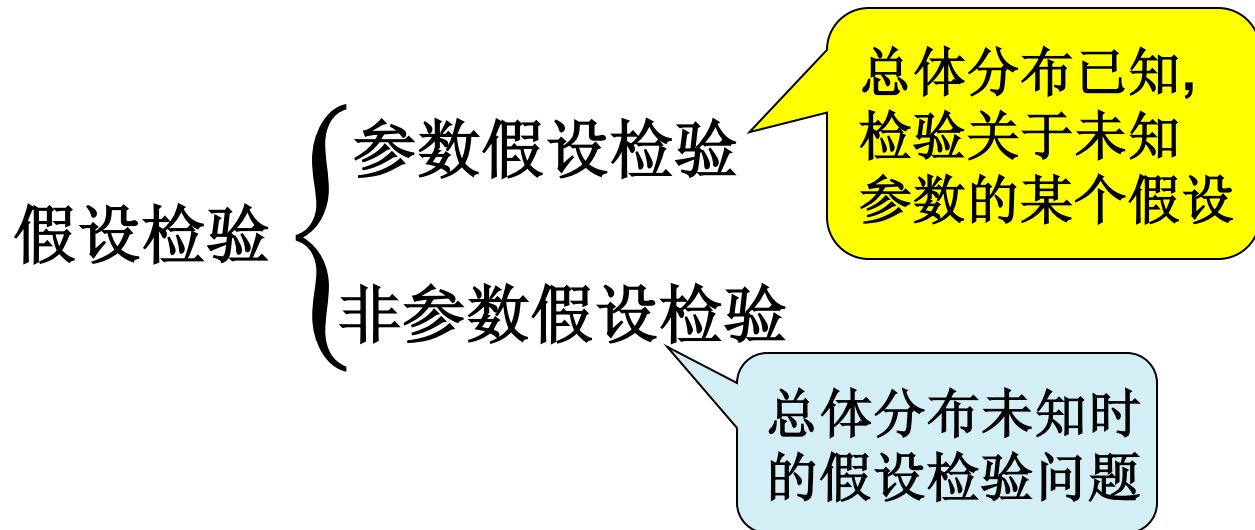 假设检验
参数假设检验
总体分布已知,
检验关于未知
参数的某个假设
非参数假设检验
总体分布未知时
的假设检验问题